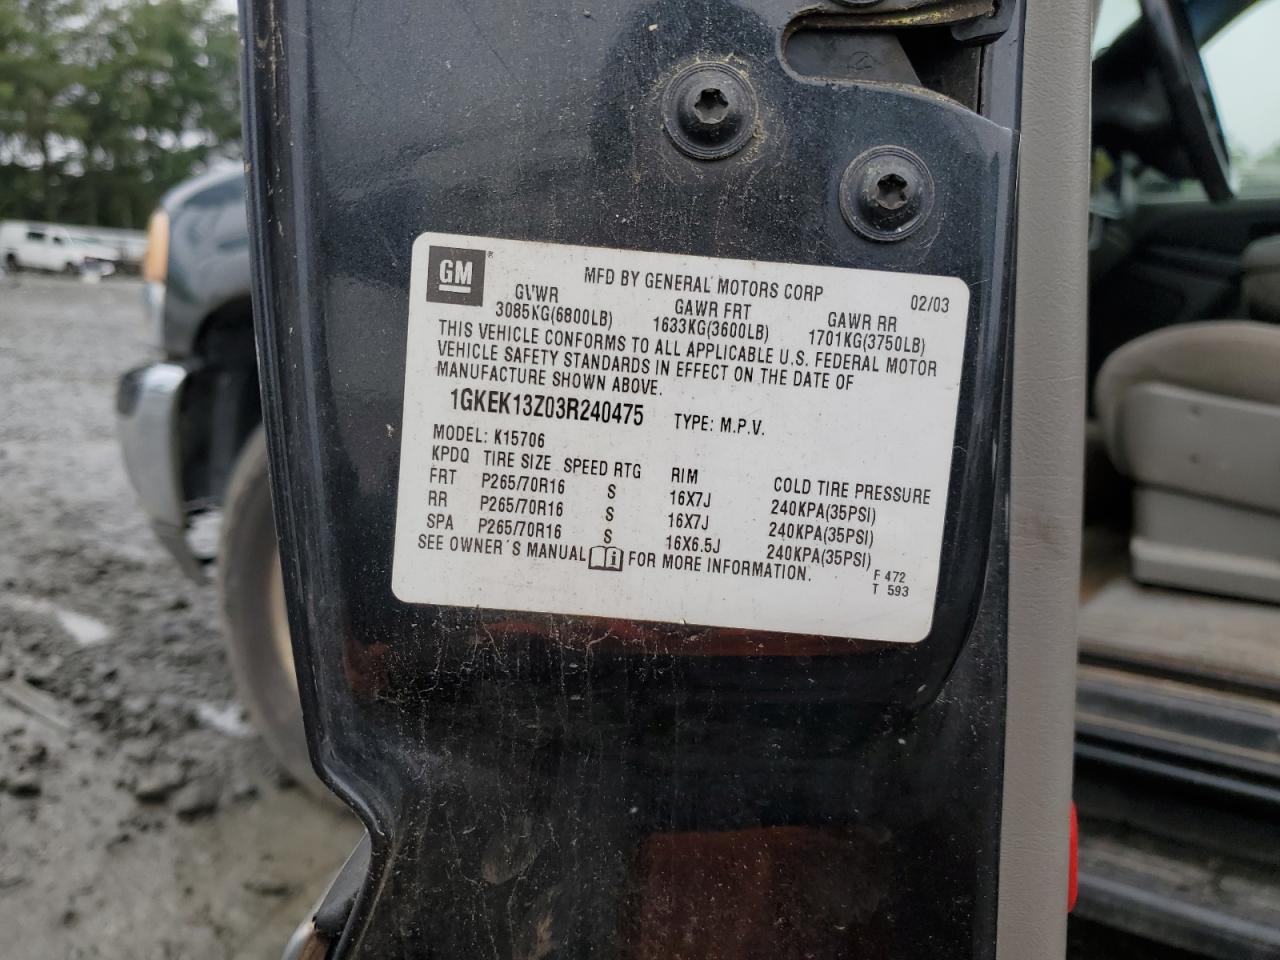 GM®
MFD BY GENERAL MOTORS CORP 02/03
GVWR GAWR FRT GAWR RR
3085KG(6800LB) 1633KG(3600LB) 1701KG(3750LB)
THIS VEHICLE CONFORMS TO ALL APPLICABLE U.S. FEDERAL MOTOR
VEHICLE SAFETY STANDARDS IN EFFECT ON THE DATE OF
MANUFACTURE SHOWN ABOVE.
1GKEK13Z03R240475 TYPE: M.P.V.
MODEL: K15706
KPDQ TIRE SIZE SPEED RTG RIM COLD TIRE PRESSURE
FRT P265/70R16 S 16X7J 240KPA(35PSI)
RR P265/70R16 S 16X7J 240KPA(35PSI)
SPA P265/70R16 S 16X6.5J 240KPA(35PSI)
SEE OWNER'S MANUAL i FOR MORE INFORMATION.
F 472
T 593